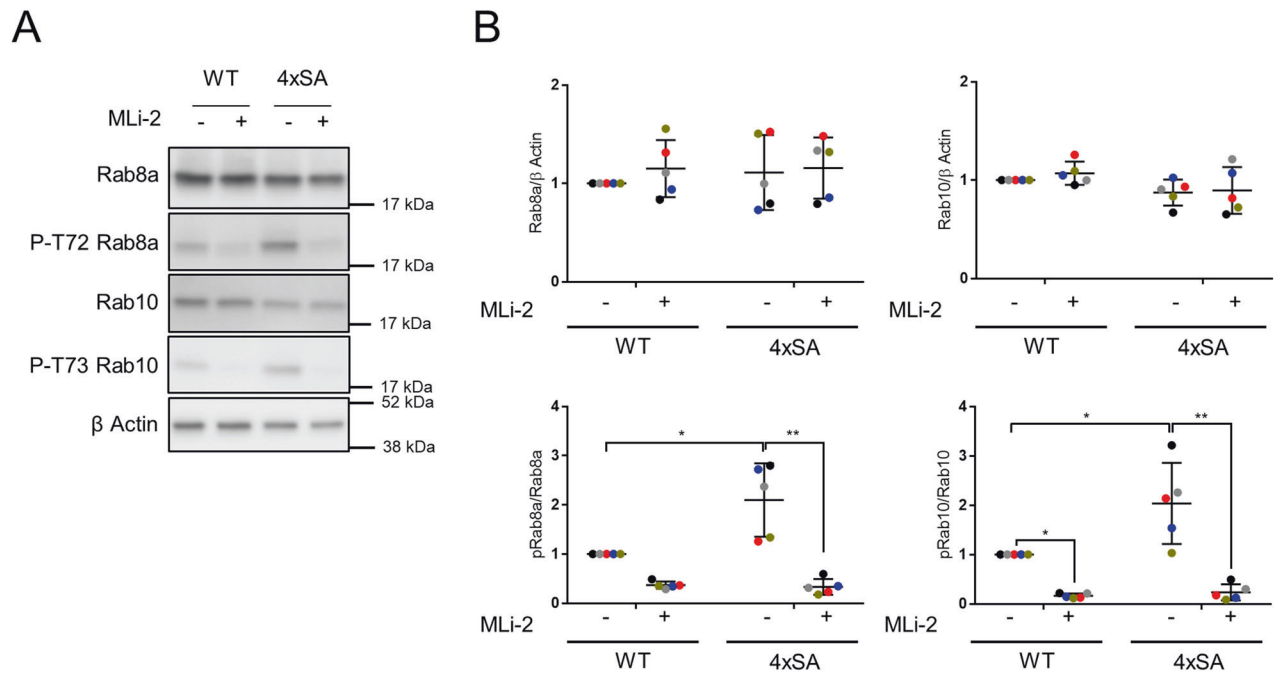 A
WT 4xSA
MLi-2 - + - +
Rab8a
17 kDa
P-T72 Rab8a
17 kDa
Rab10
17 kDa
P-T73 Rab10
17 kDa
52 kDa
β Actin
38 kDa
B
Rab8a/β Actin
2
1
0
MLi-2 - + - +
WT 4xSA
Rab10/β Actin
2
1
0
MLi-2 - + - +
WT 4xSA
pRab8a/Rab8a
4
3
2
1
0
* **
MLi-2 - + - +
WT 4xSA
pRab10/Rab10
4
3
2
1
0
* **
*
MLi-2 - + - +
WT 4xSA